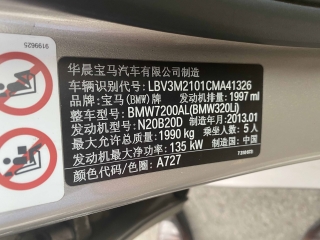 9199625
华晨宝马汽车有限公司制造
车辆识别代号: LBV3M2101CMA41326
品牌: 宝马(BMW)牌 发动机排量: 1997 ml
整车型号: BMW7200AL(BMW320Li)
发动机型号: N20B20D 制造年月: 2013.01
最大允许总质量: 1990 kg 乘坐人数: 5 人
发动机最大净功率: 135 kW 制造国: 中国
颜色代码/色圈: A727